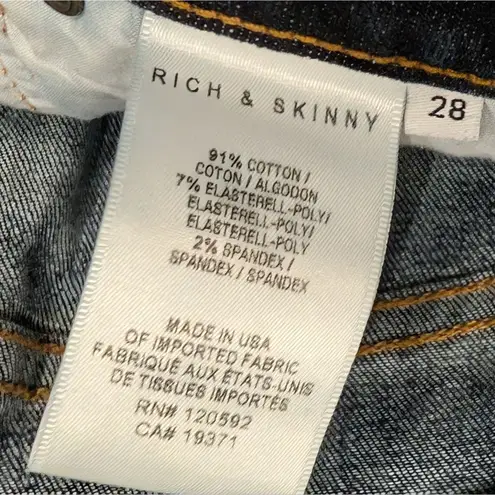 RICH & SKINNY
28
91% COTTON /
COTON / ALGODON
7% ELASTERELL-POLY/
ELASTERELL-POLY/
ELASTERELL-POLY
2% SPANDEX /
SPANDEX / SPANDEX
MADE IN USA
OF IMPORTED FABRIC
FABRIQUÉ AUX ÉTATS-UNIS
DE TISSUES IMPORTÉS
RN# 120592
CA# 19371